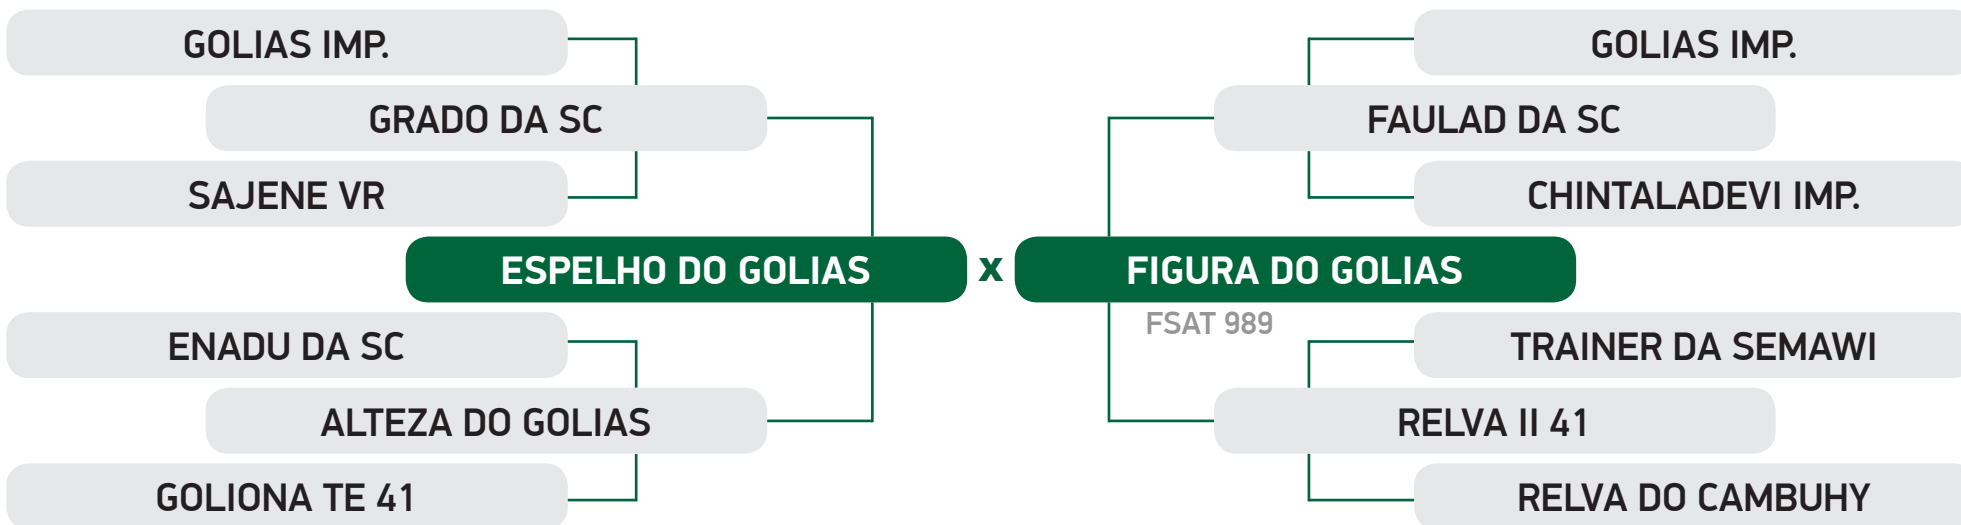 GOLIAS IMP.
GRADO DA SC
SAJENE VR
ESPELHO DO GOLIAS
ENADU DA SC
ALTEZA DO GOLIAS
GOLIONA TE 41
x
GOLIAS IMP.
FAULAD DA SC
CHINTALADEVI IMP.
FIGURA DO GOLIAS
FSAT 989
TRAINER DA SEMAWI
RELVA II 41
RELVA DO CAMBUHY